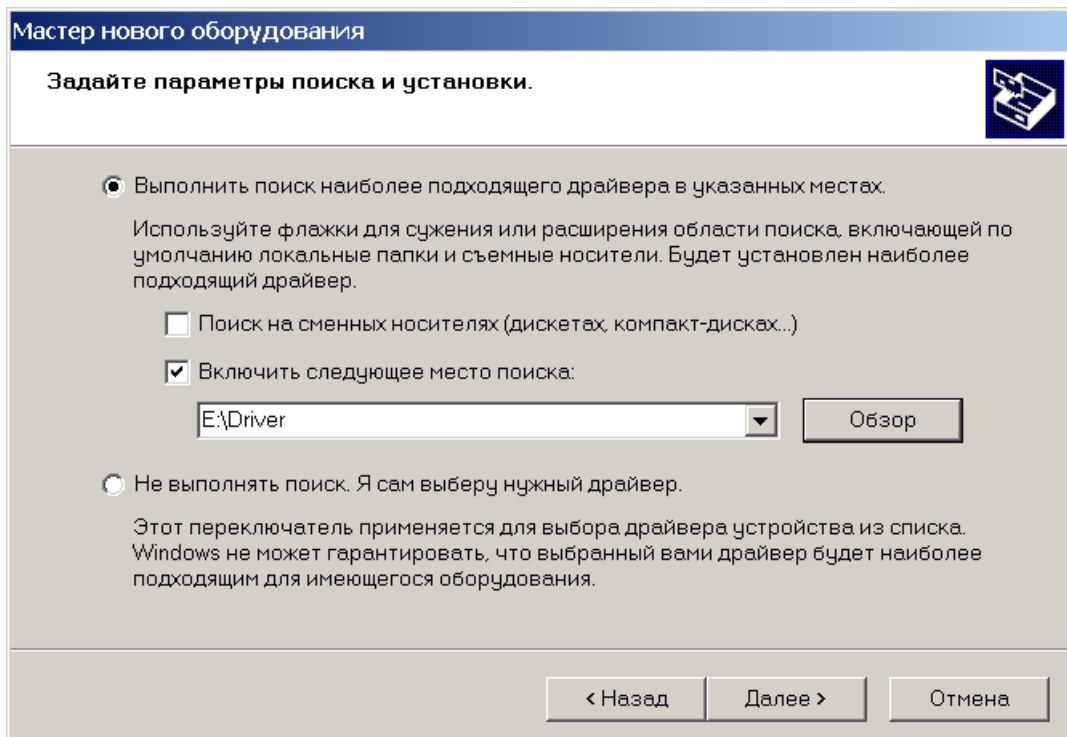 Мастер нового оборудования
Задайте параметры поиска и установки.
Выполнить поиск наиболее подходящего драйвера в указанных местах.
Используйте флажки для сужения или расширения области поиска, включающей по
умолчанию локальные папки и съемные носители. Будет установлен наиболее
подходящий драйвер.
Поиск на сменных носителях (дискетах, компакт-дисках...)
Включить следующее место поиска:
E:\Driver
Обзор
Не выполнять поиск. Я сам выберу нужный драйвер.
Этот переключатель применяется для выбора драйвера устройства из списка.
Windows не может гарантировать, что выбранный вами драйвер будет наиболее
подходящим для имеющегося оборудования.
< Назад
Далее >
Отмена